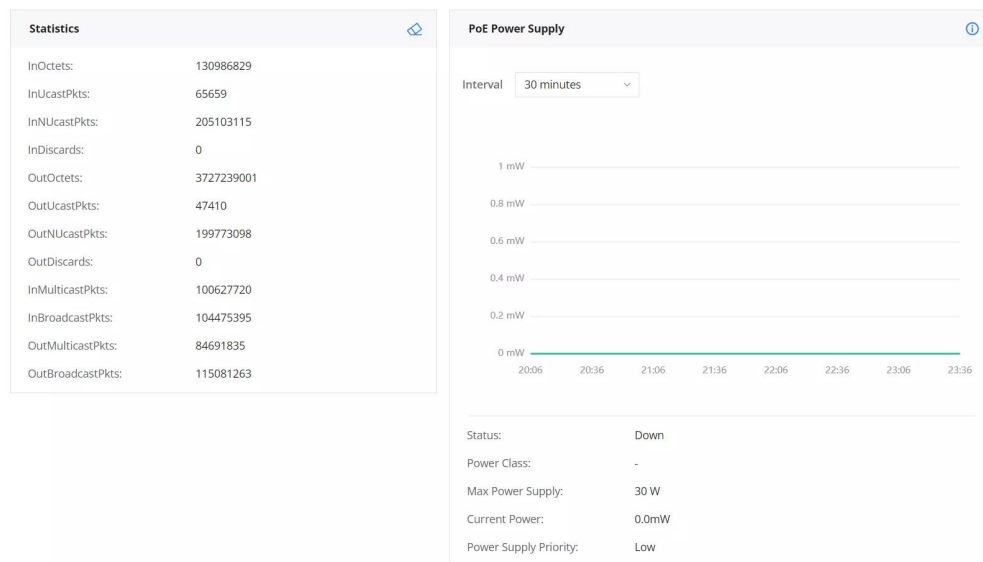 Statistics
InOctets: 130986829
InUcastPkts: 65659
InNUcastPkts: 205103115
InDiscards: 0
OutOctets: 3727239001
OutUcastPkts: 47410
OutNUcastPkts: 199773098
OutDiscards: 0
InMulticastPkts: 100627720
InBroadcastPkts: 104475395
OutMulticastPkts: 84691835
OutBroadcastPkts: 115081263
PoE Power Supply
Interval 30 minutes
1 mW
0.8 mW
0.6 mW
0.4 mW
0.2 mW
0 mW
20:06 20:36 21:06 21:36 22:06 22:36 23:06 23:36
Status: Down
Power Class: -
Max Power Supply: 30 W
Current Power: 0.0mW
Power Supply Priority: Low